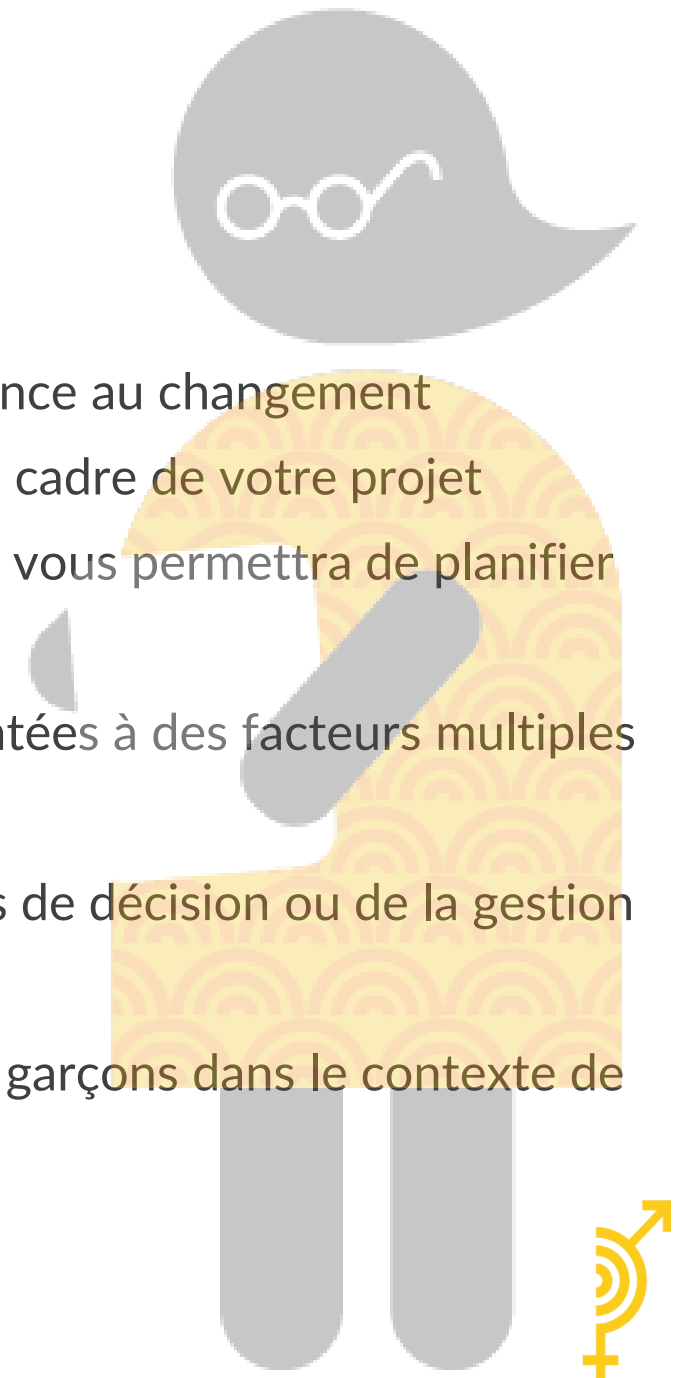 nce au changement
cadre de votre projet
vous permettra de planifier
tées à des facteurs multiples
s de décision ou de la gestion
garçons dans le contexte de